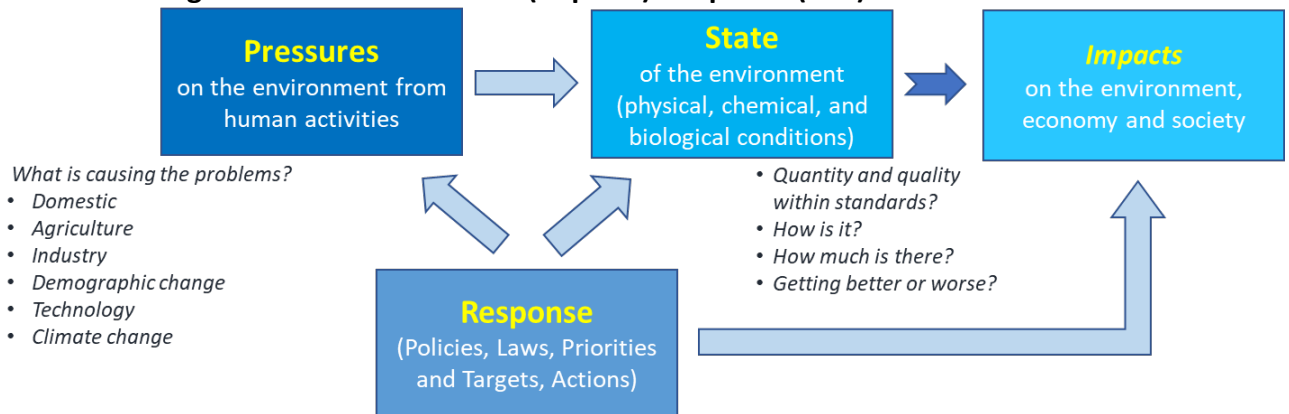 Pressures
on the environment from
human activities
State
of the environment
(physical, chemical, and
biological conditions)
Impacts
on the environment,
economy and society
What is causing the problems?
• Domestic
• Agriculture
• Industry
• Demographic change
• Technology
• Climate change
• Quantity and quality
within standards?
• How is it?
• How much is there?
• Getting better or worse?
Response
(Policies, Laws, Priorities
and Targets, Actions)